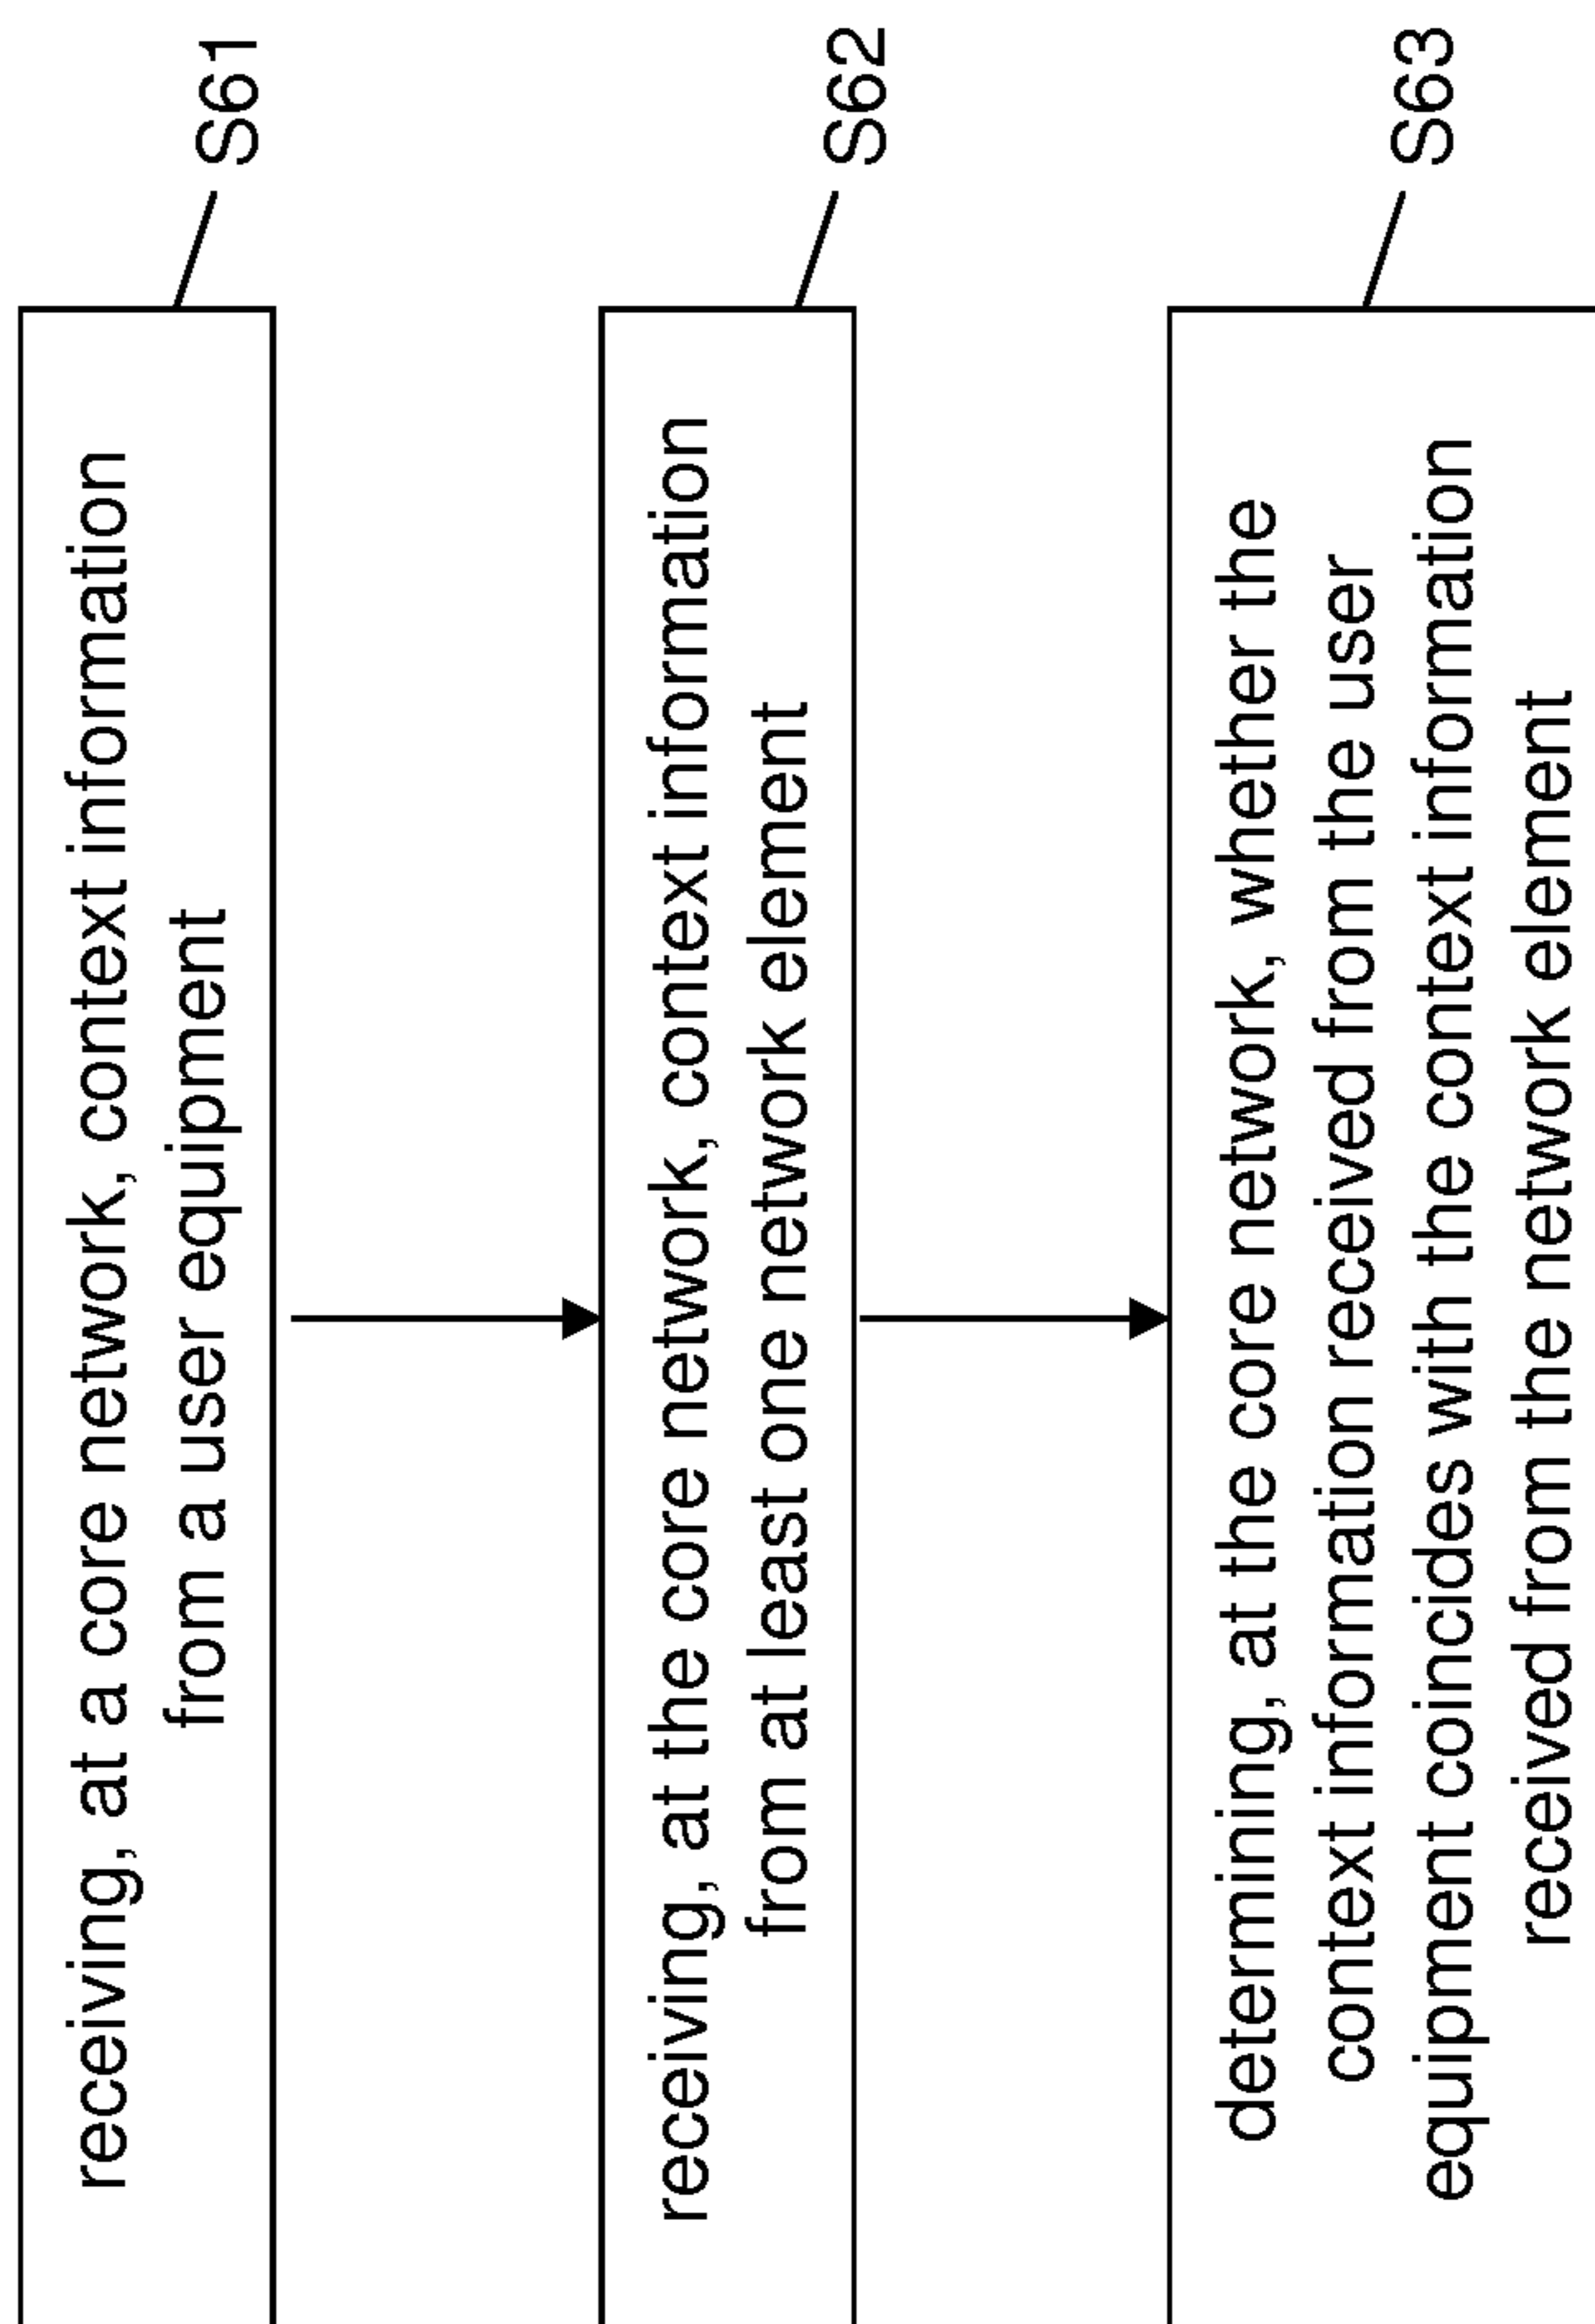 receiving, at a core network, context information
from a user equipment
S61
receiving, at the core network, context information
from at least one network element
S62
determining, at the core network, whether the
context information received from the user
equipment coincides with the context information
received from the network element
S63